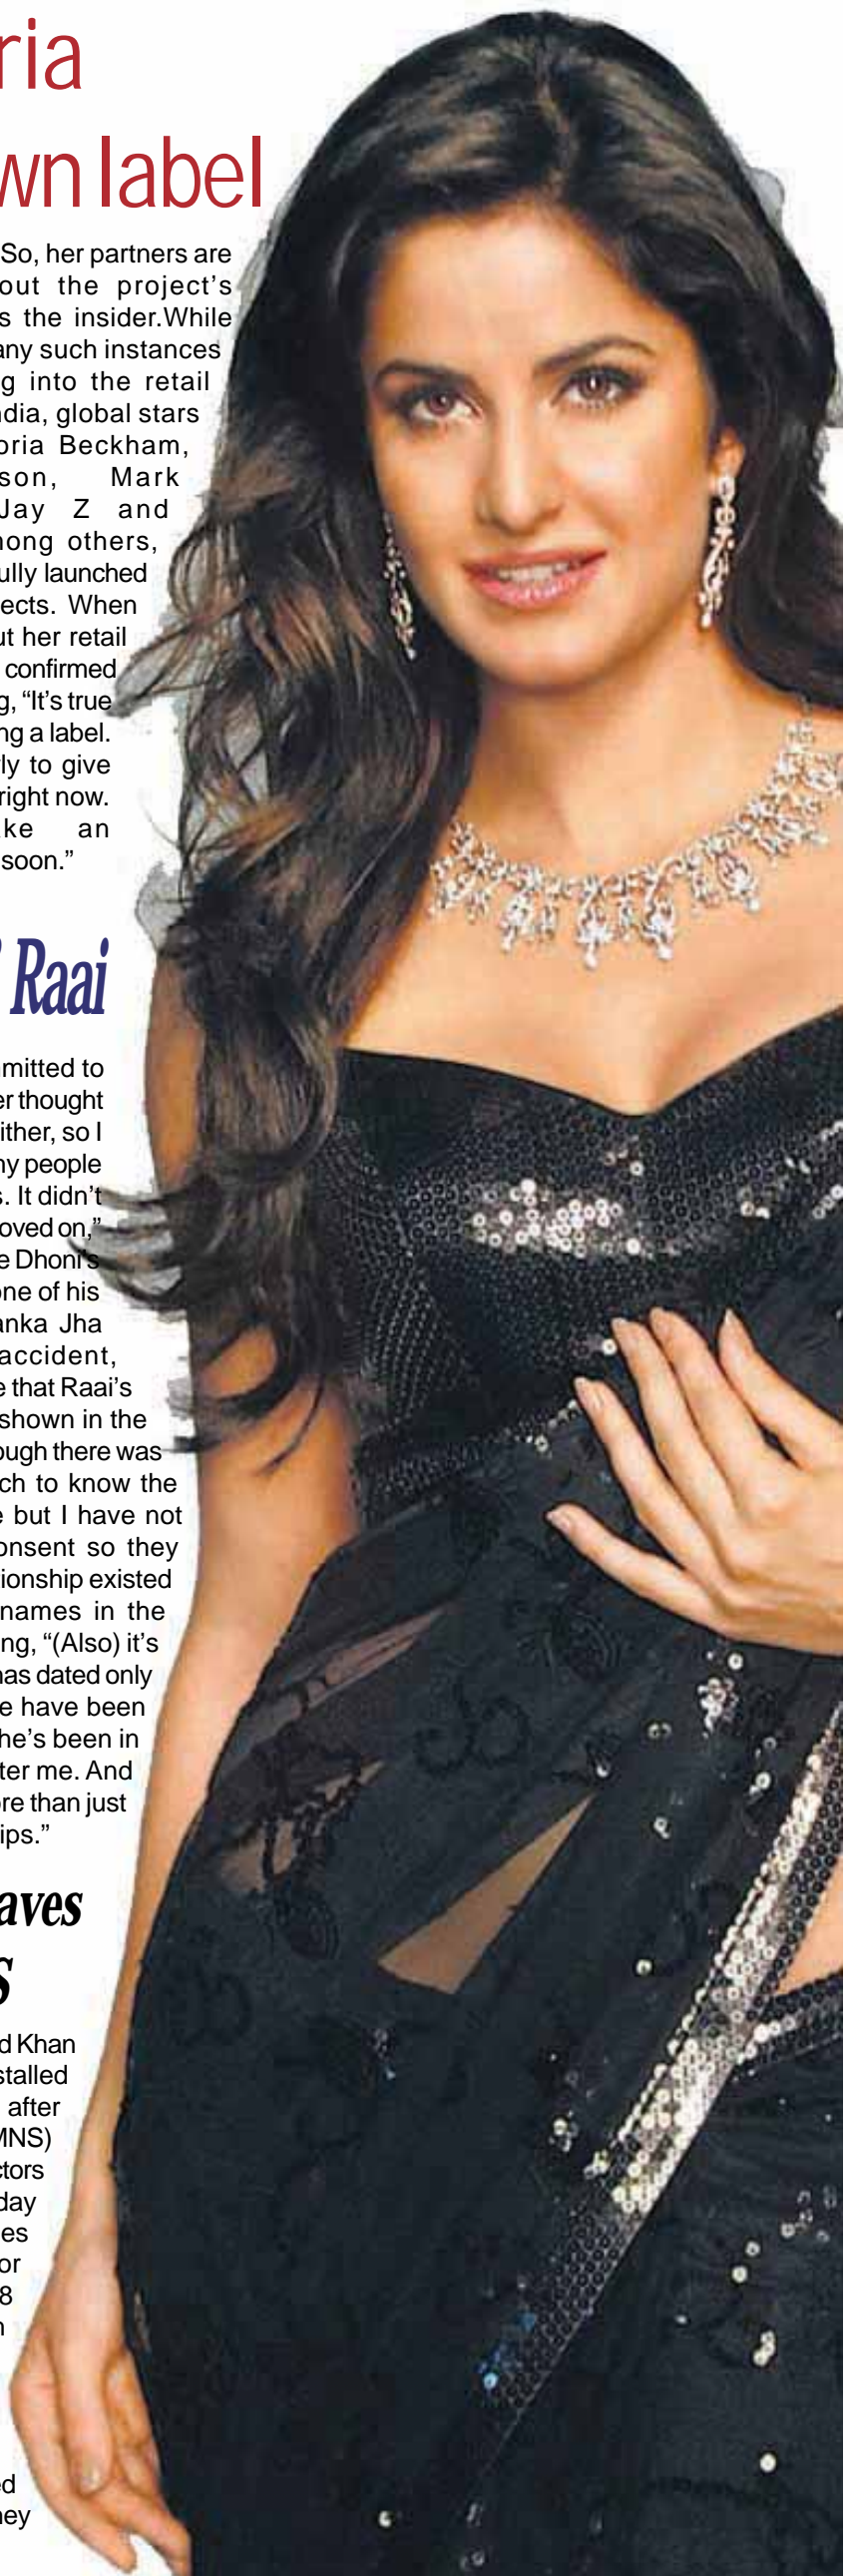 ria
wn label
So, her partners are
out the project's
s the insider.While
any such instances
g into the retail
ndia, global stars
oria Beckham,
son, Mark
Jay Z and
nong others,
ully launched
ects. When
ut her retail
confirmed
g, “It's true
ng a label.
ly to give
right now.
ke an
soon.”
Raai
mitted to
er thought
ither, so I
ny people
s. It didn't
oved on,”
e Dhoni's
one of his
anka Jha
accident,
e that Raai's
shown in the
ough there was
ch to know the
e but I have not
onsent so they
ionship existed
names in the
ng, “(Also) it's
has dated only
e have been
he's been in
ter me. And
re than just
ips.”
aves
S
d Khan
stalled
after
MNS)
ctors
day
es
or
8
n
ed
ney